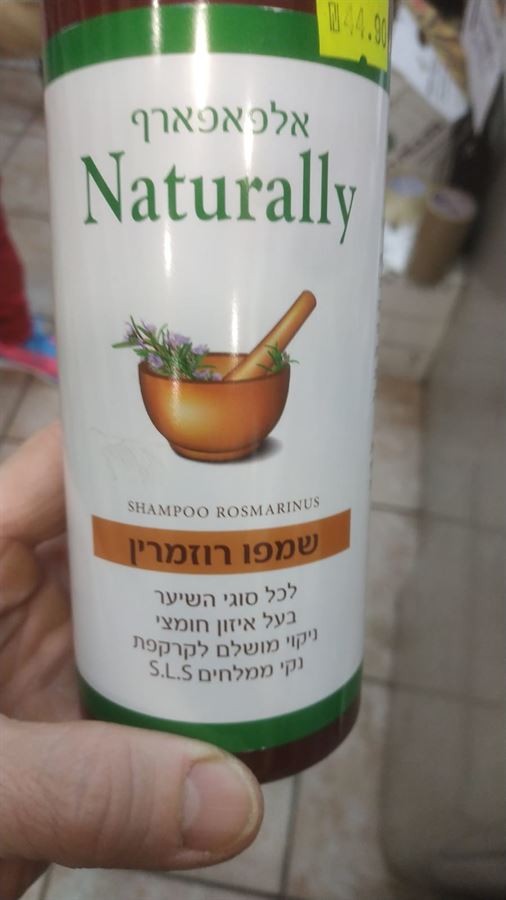 ₪44.90
אלפאפארף
Naturally
SHAMPOO ROSMARINUS
שמפו רוזמרין
לכל סוגי השיער
בעל איזון חומצי
ניקוי מושלם לקרקפת
נקי ממלחים S.L.S